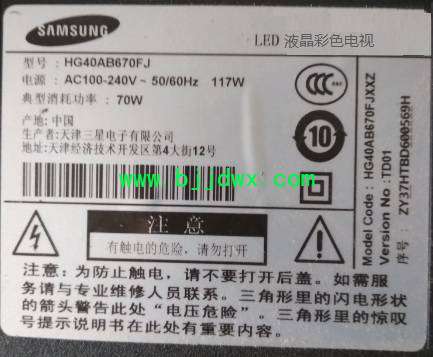 SAMSUNG
LED 液晶彩色电视
型号：HG40AB670FJ
电源：AC100-240V～50/60Hz 117W
典型消耗功率：70W
产地：中国
生产者：天津三星电子有限公司
地址：天津经济技术开发区第4大街12号
CCC
10
www.bjjdwx.com
注意
有触电的危险，请勿打开
注意：为防止触电，请不要打开后盖。如需服
务请与专业维修人员联系。三角形里的闪电形状
的箭头警告此处“电压危险”。三角形里的惊叹
号提示说明书在此处有重要内容。
Model Code : HG40AB670FJXXZ
Version No : TD01
序号：ZY37HTBD600569H